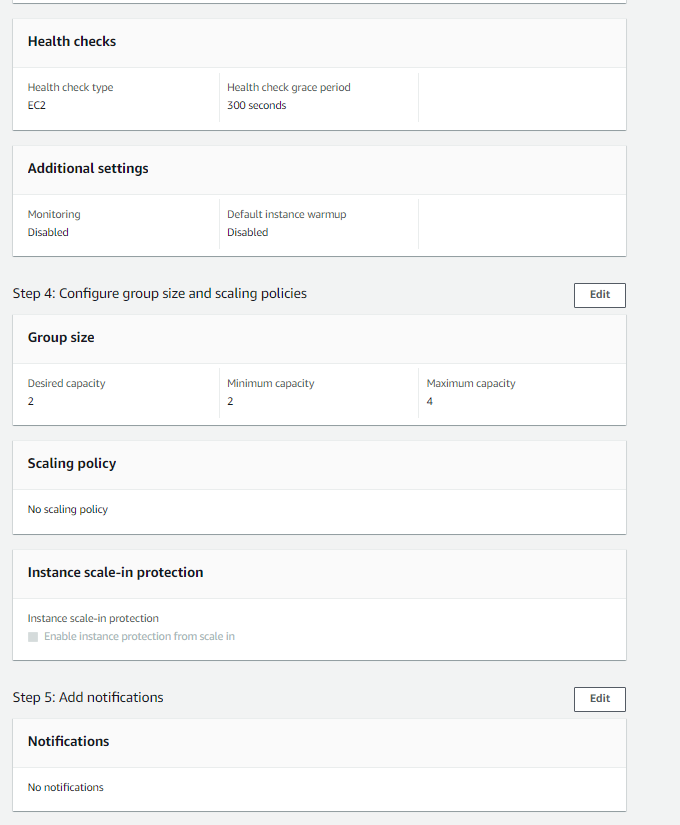 Health checks
Health check type
Health check grace period
EC2
300 seconds
Additional settings
Monitoring
Default instance warmup
Disabled
Disabled
Step 4: Configure group size and scaling policies
Edit
Group size
Desired capacity
Minimum capacity
Maximum capacity
2
2
4
Scaling policy
No scaling policy
Instance scale-in protection
Instance scale-in protection
Enable instance protection from scale in
Step 5: Add notifications
Edit
Notifications
No notifications